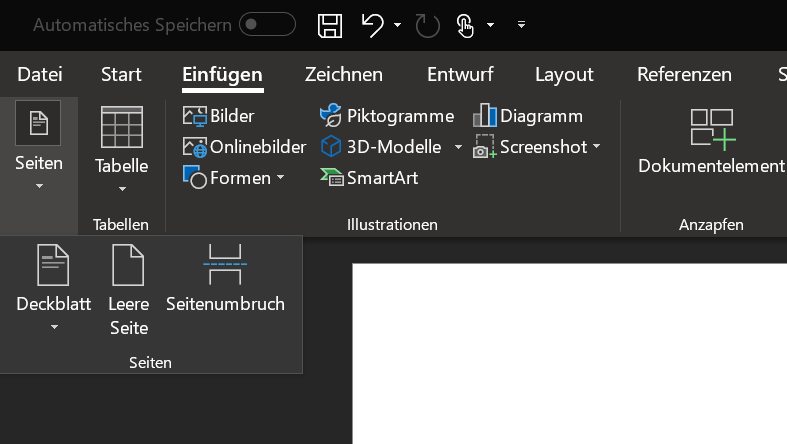 Automatisches Speichern
Datei Start Einfügen Zeichnen Entwurf Layout Referenzen S
Seiten
Tabelle
Tabellen
Bilder
Onlinebilder
Formen
Piktogramme
3D-Modelle
SmartArt
Diagramm
Screenshot
Illustrationen
Dokumentelement
Anzapfen
Deckblatt
Leere
Seite
Seitenumbruch
Seiten